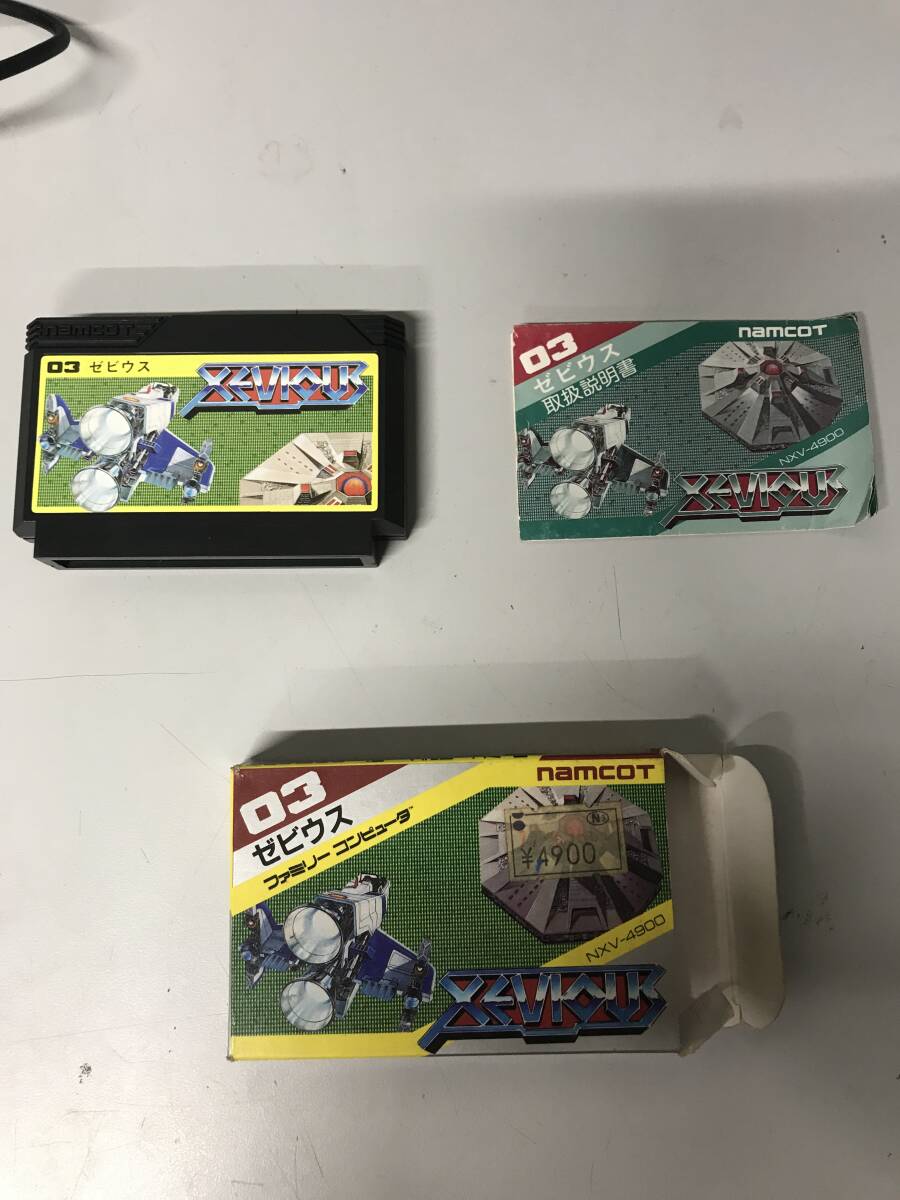 namcoT
03 ゼビウス
XEVIOUS
03
ゼビウス
取扱説明書
namcoT
NXV-4900
XEVIOUS
03
ゼビウス
ファミリー コンピュータ™
namcoT
¥4900
NXV-4900
XEVIOUS